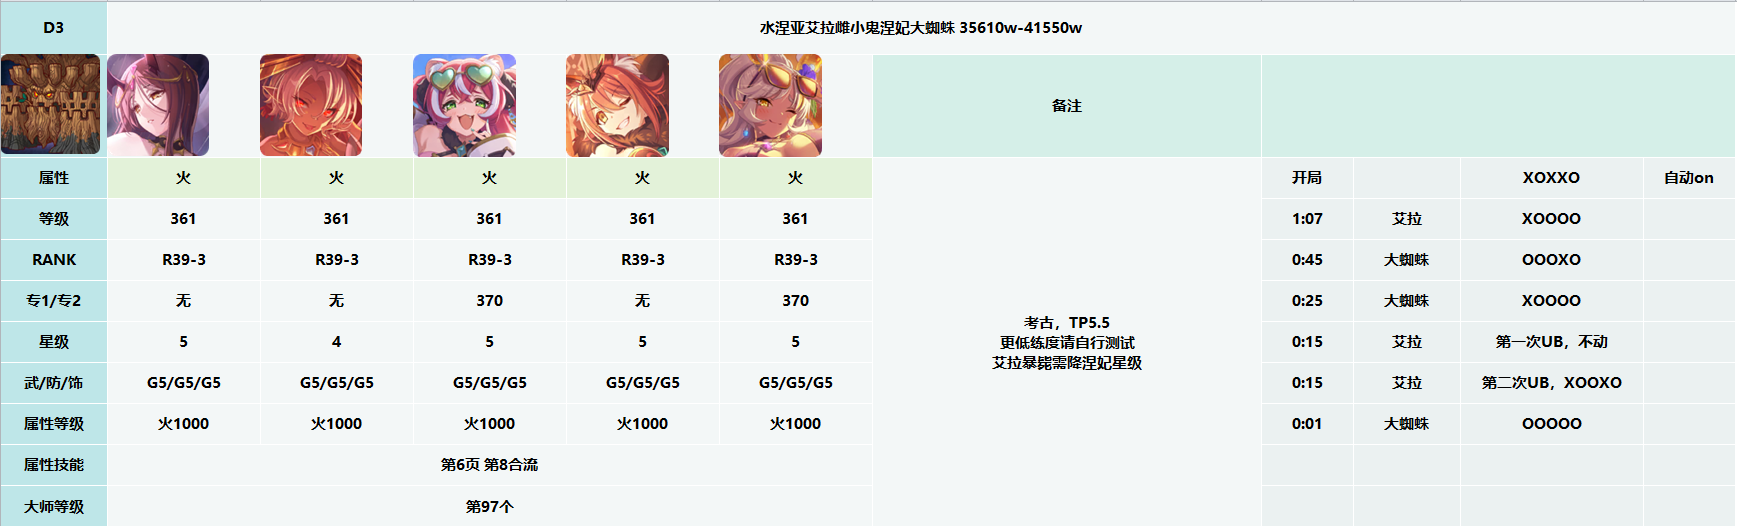 D3 水涅亚艾拉雌小鬼涅妃大蜘蛛 35610w-41550w
备注
属性 火 火 火 火 火 开局 XOXXO 自动on
等级 361 361 361 361 361 1:07 艾拉 XOOOO
RANK R39-3 R39-3 R39-3 R39-3 R39-3 0:45 大蜘蛛 OOOXO
专1/专2 无 无 370 无 370 0:25 大蜘蛛 XOOOO
考古，TP5.5
更低练度请自行测试
艾拉暴毙需降涅妃星级
星级 5 4 5 5 5 0:15 艾拉 第一次UB，不动
武/防/饰 G5/G5/G5 G5/G5/G5 G5/G5/G5 G5/G5/G5 G5/G5/G5 0:15 艾拉 第二次UB，XOOXO
属性等级 火1000 火1000 火1000 火1000 火1000 0:01 大蜘蛛 OOOOO
属性技能 第6页 第8合流
大师等级 第97个